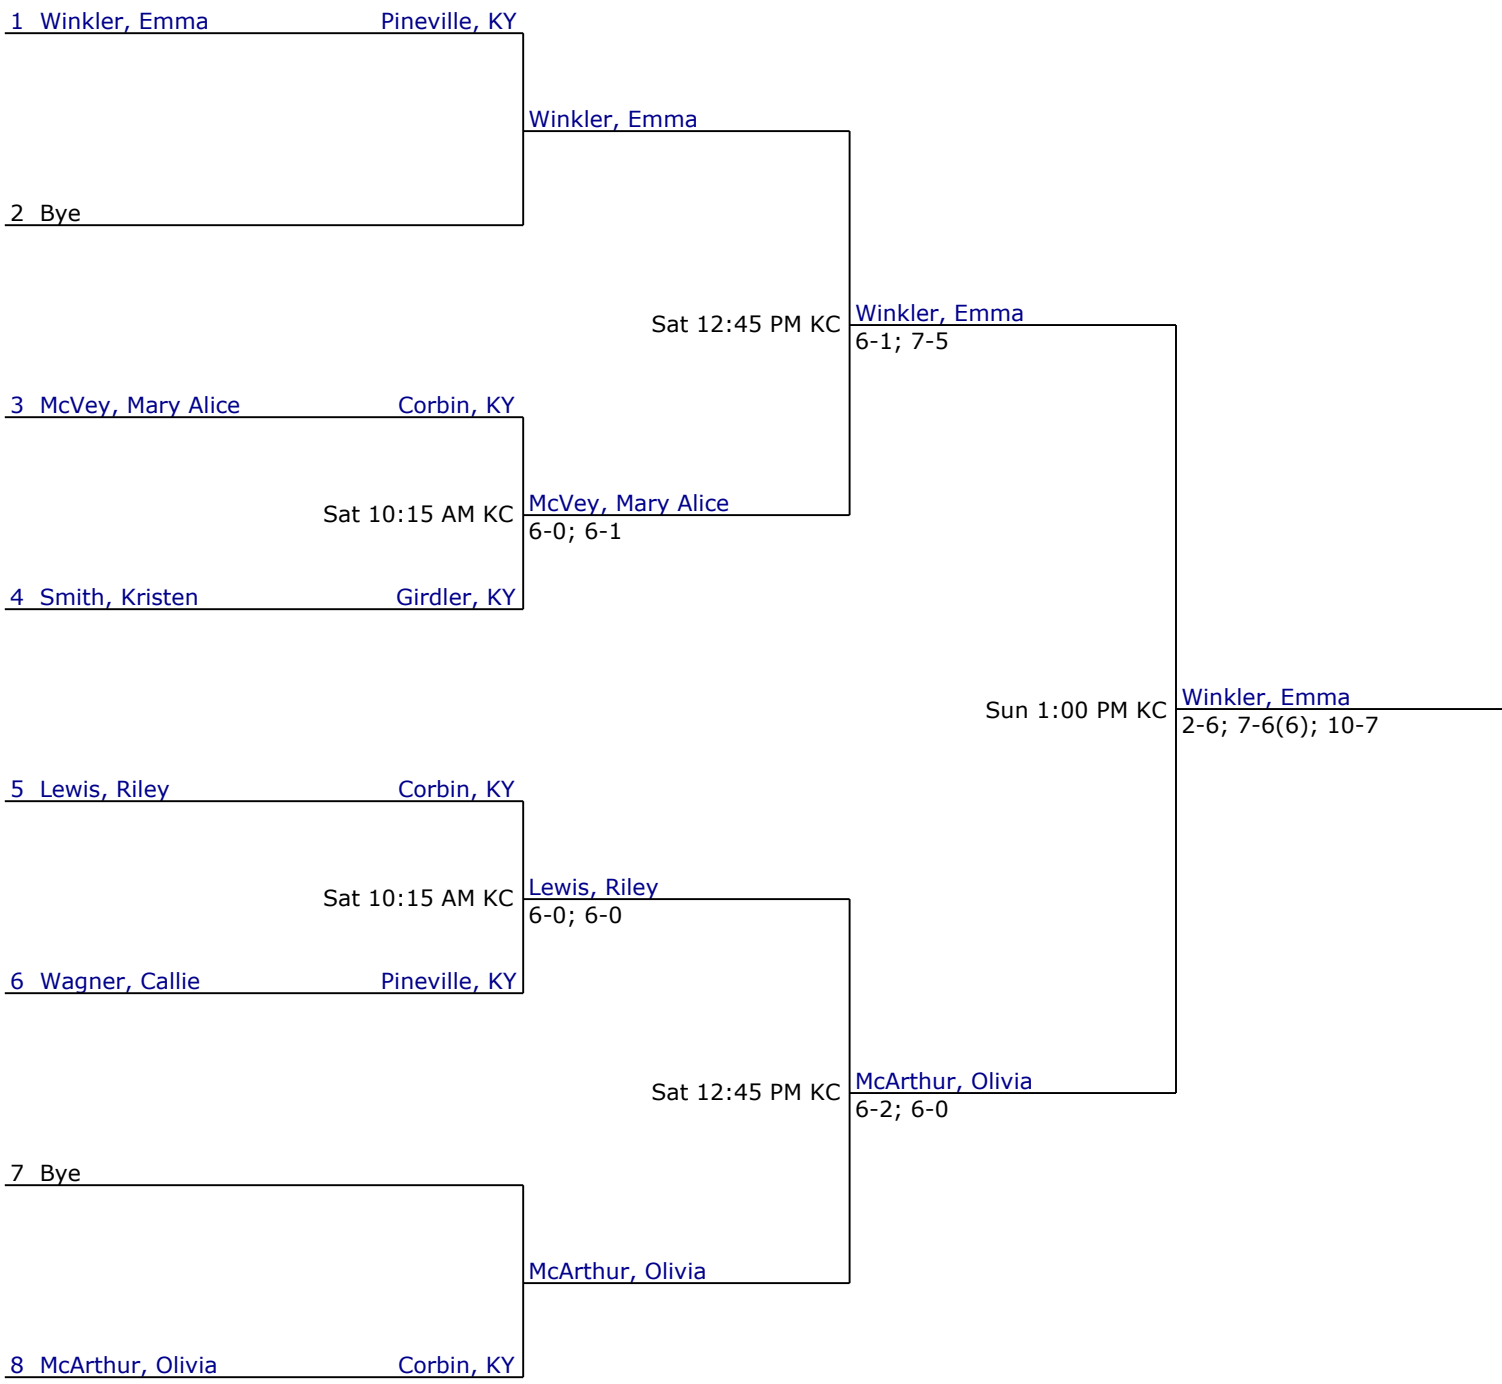 1 Winkler, Emma Pineville, KY
Winkler, Emma
2 Bye
Sat 12:45 PM KC
Winkler, Emma
6-1; 7-5
3 McVey, Mary Alice Corbin, KY
Sat 10:15 AM KC
McVey, Mary Alice
6-0; 6-1
4 Smith, Kristen Girdler, KY
Sun 1:00 PM KC
Winkler, Emma
2-6; 7-6(6); 10-7
5 Lewis, Riley Corbin, KY
Sat 10:15 AM KC
Lewis, Riley
6-0; 6-0
6 Wagner, Callie Pineville, KY
Sat 12:45 PM KC
McArthur, Olivia
6-2; 6-0
7 Bye
McArthur, Olivia
8 McArthur, Olivia Corbin, KY